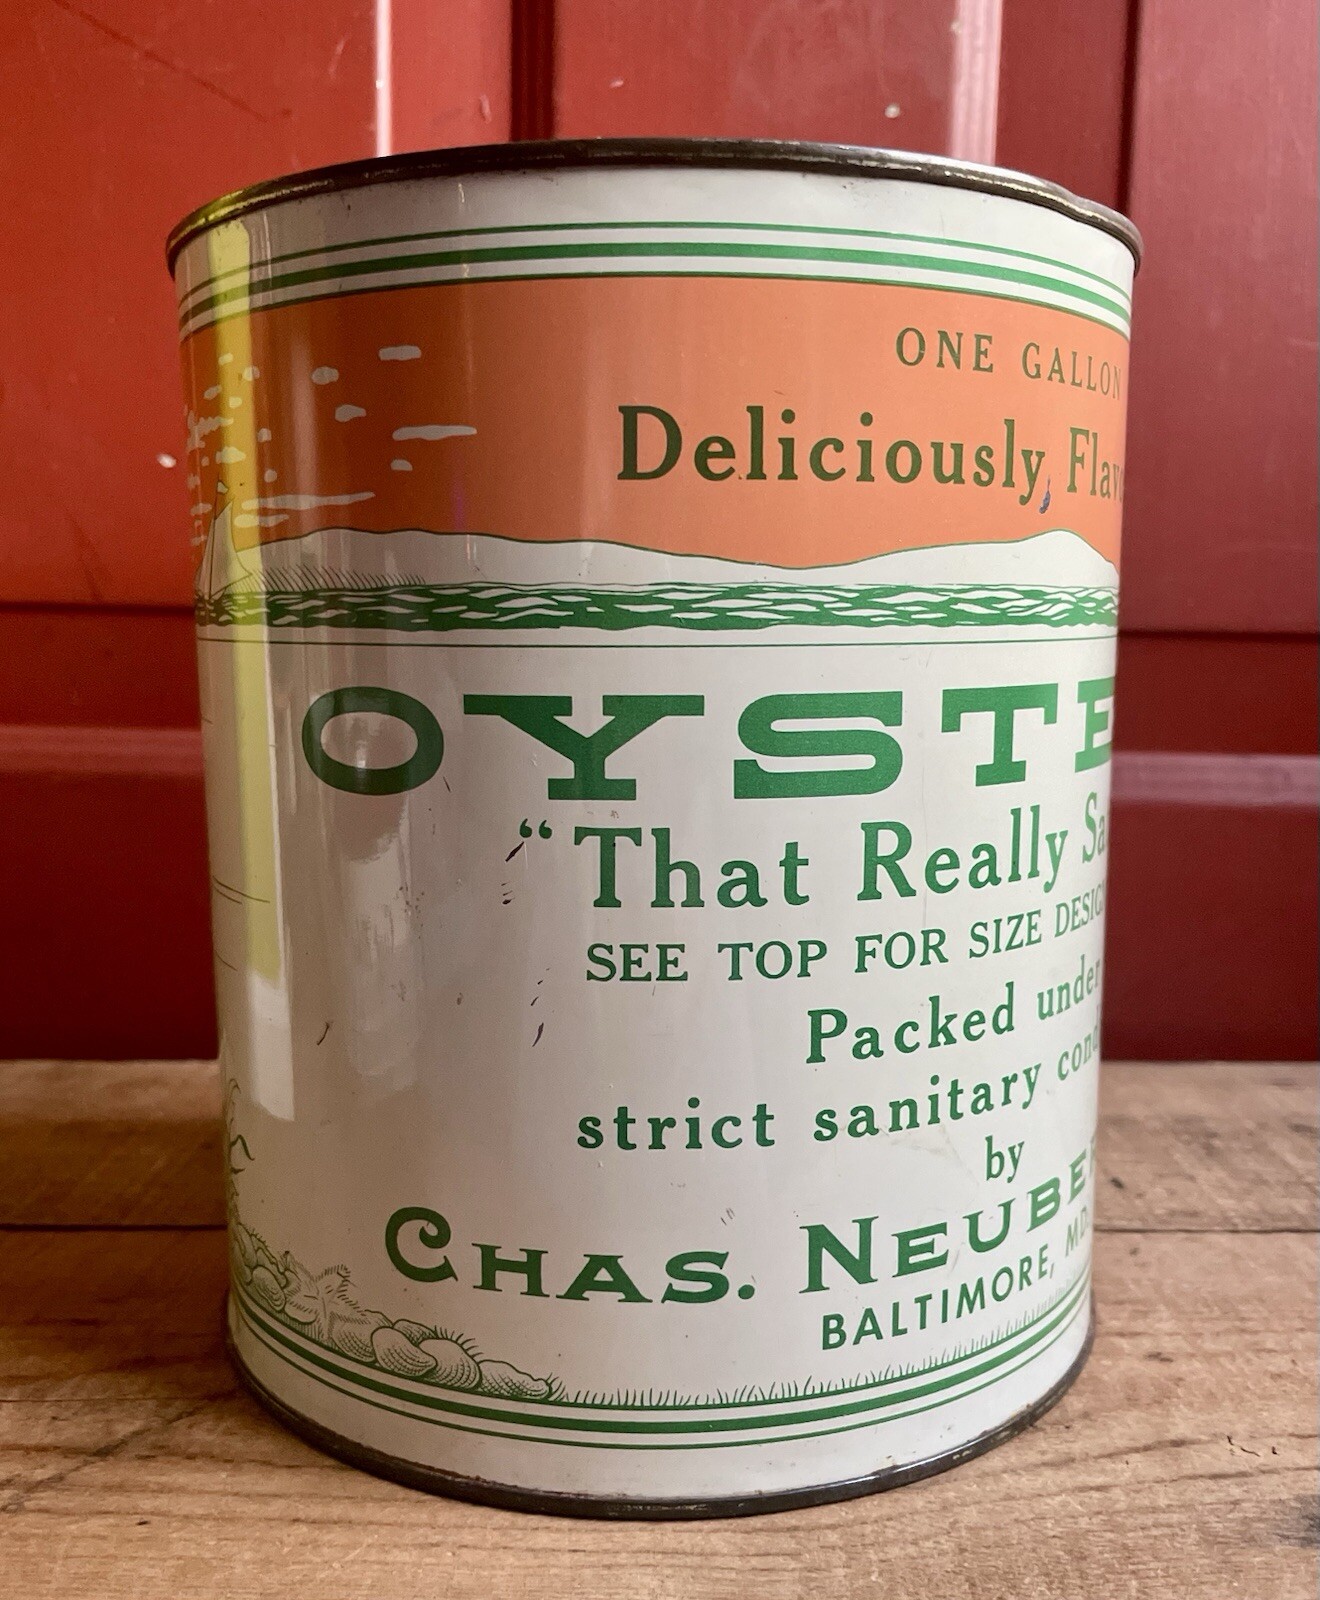 ONE GALLON
Deliciously Flav
OYSTE
"That Really Sa
SEE TOP FOR SIZE DESIG
Packed under
strict sanitary cond
by
CHAS. NEUBER
BALTIMORE, MD.